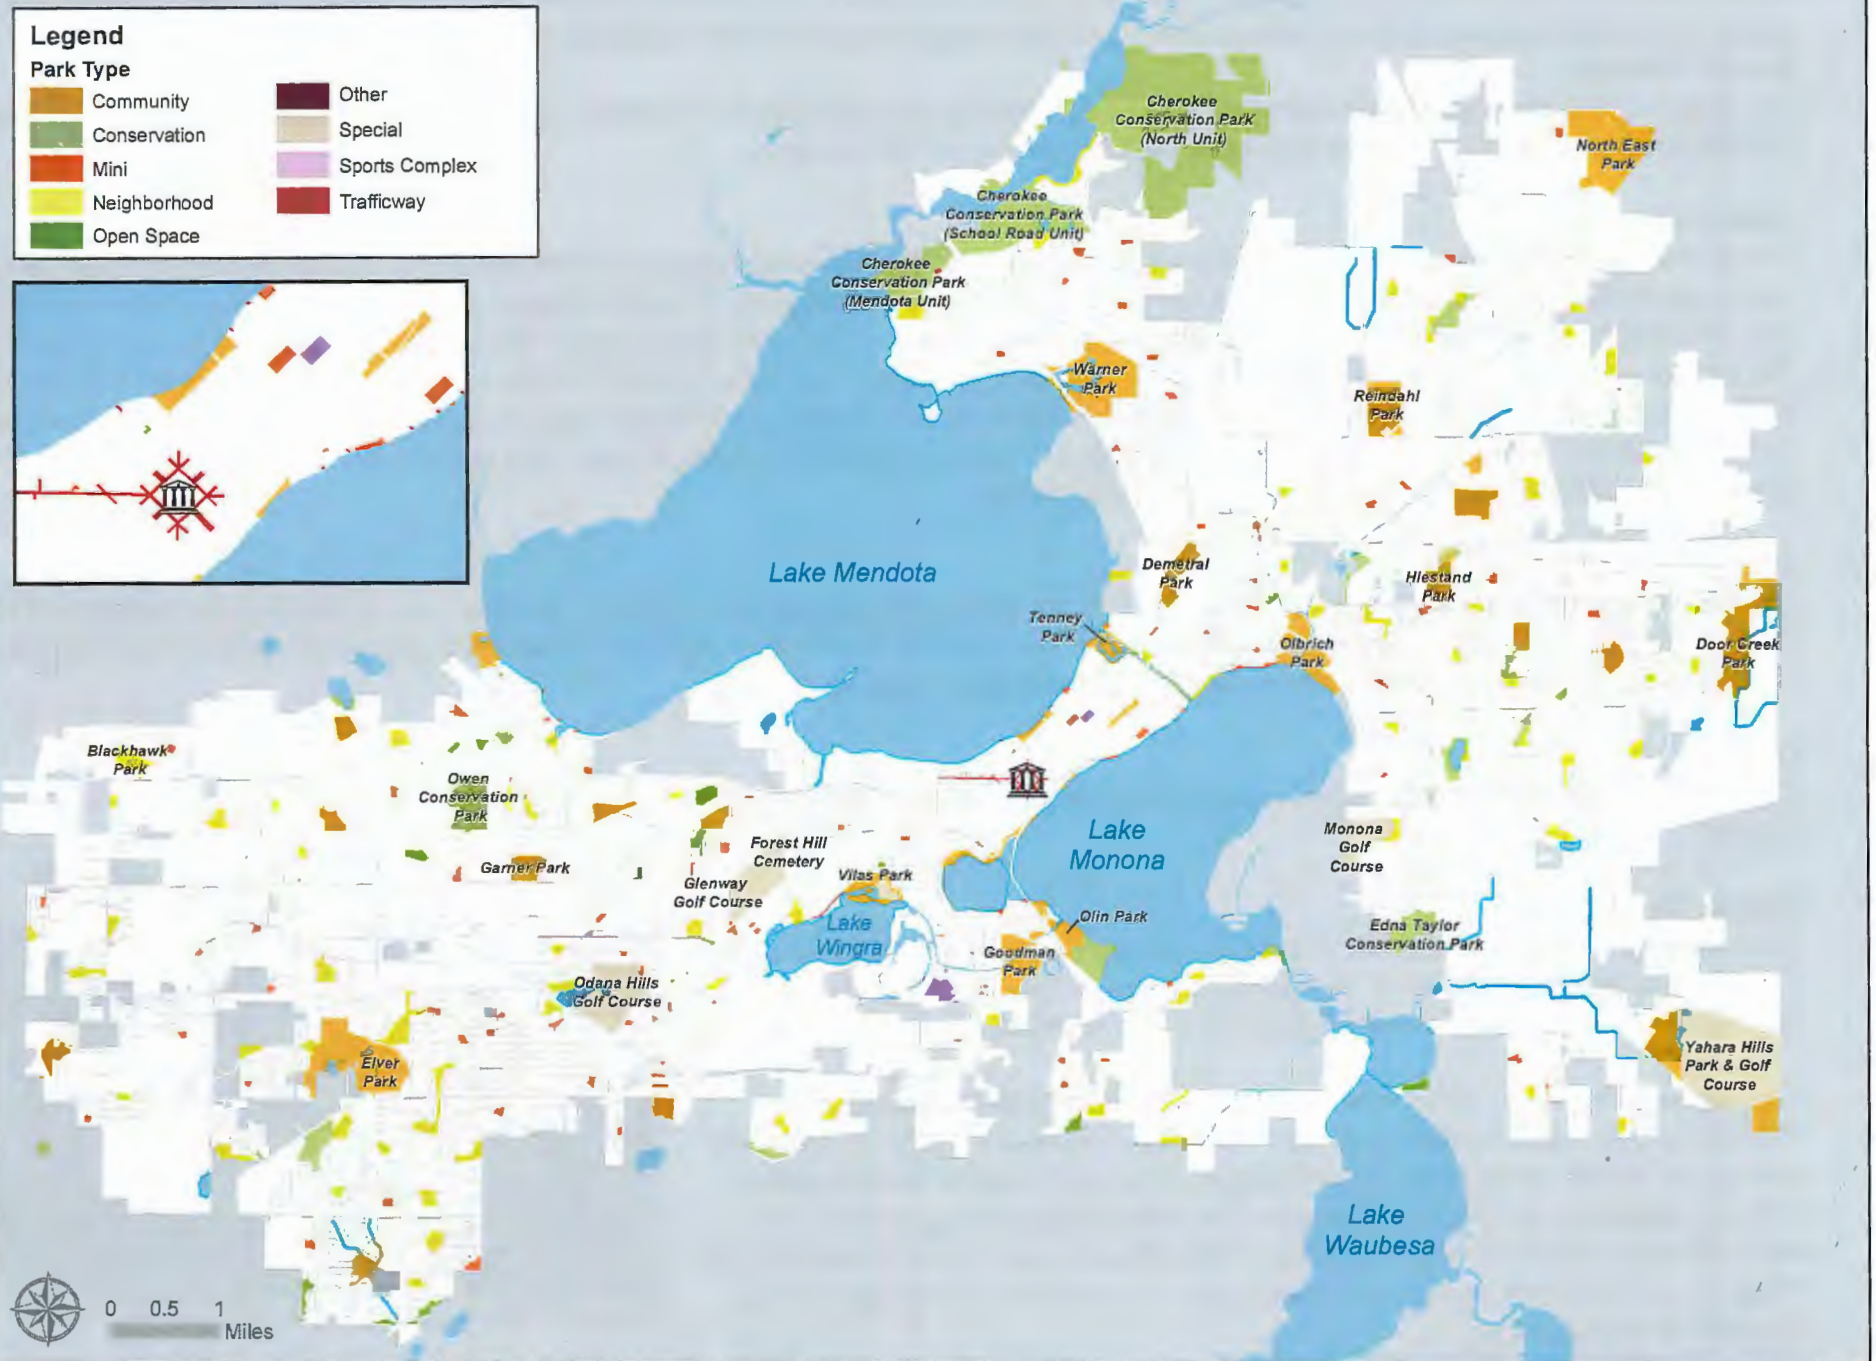 Legend
Park Type
Community
Conservation
Mini
Neighborhood
Open Space
Other
Special
Sports Complex
Trafficway
Cherokee
Conservation Park
(North Unit)
North East
Park
Cherokee
Conservation Park
(School Road Unit)
Cherokee
Conservation Park
(Mendota Unit)
Warner
Park
Reindahl
Park
Lake Mendota
Demetral
Park
Hiestand
Park
Tenney
Park
Olbrich
Park
Door Creek
Park
Blackhawk
Park
Owen
Conservation
Park
Garner Park
Forest Hill
Cemetery
Glenway
Golf Course
Vilas Park
Lake
Wingra
Lake
Monona
Monona
Golf
Course
Olin Park
Goodman
Park
Edna Taylor
Conservation Park
Odana Hills
Golf Course
Elver
Park
Yahara Hills
Park & Golf
Course
Lake
Waubesa
0 0.5 1
Miles